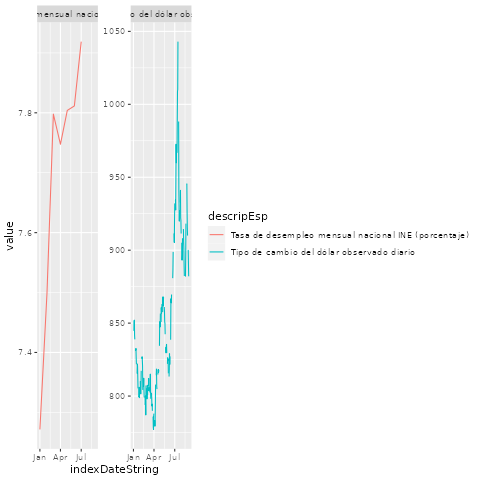 mensual nacio
o del dólar obs
1050
1000
950
900
850
800
7.8
7.6
7.4
value
Jan Apr Jul
Jan Apr Jul
indexDateString
descripEsp
Tasa de desempleo mensual nacional INE (porcentaje)
Tipo de cambio del dólar observado diario